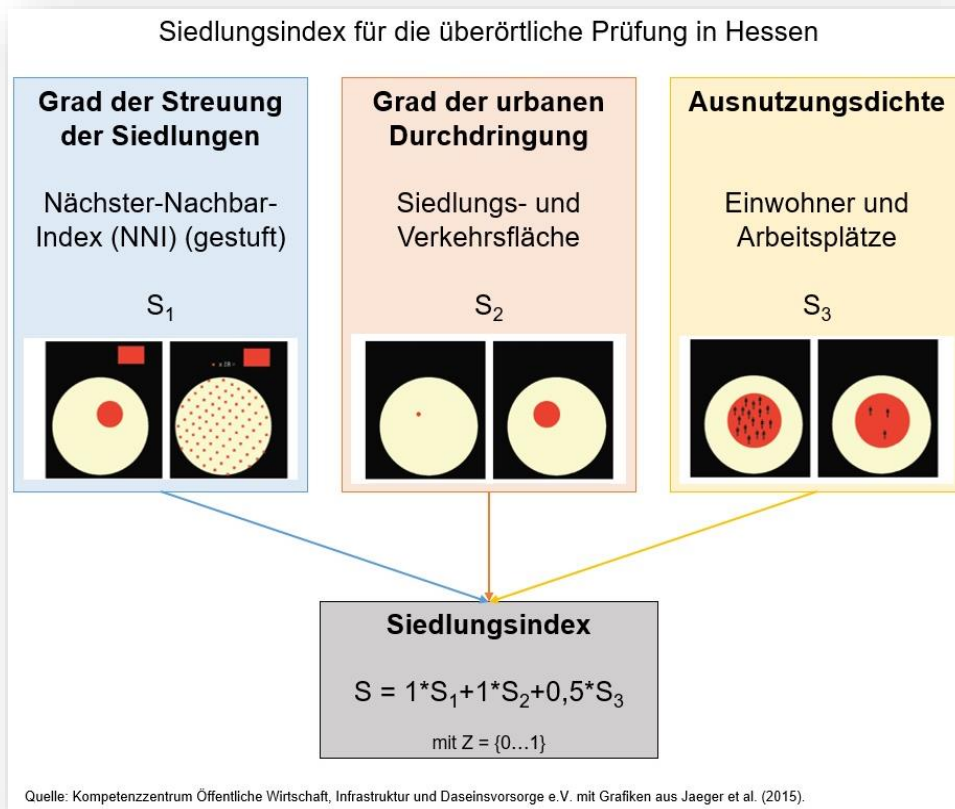 Siedlungsindex für die überörtliche Prüfung in Hessen
Grad der Streuung
der Siedlungen
Nächster-Nachbar-
Index (NNI) (gestuft)
S₁
Grad der urbanen
Durchdringung
Siedlungs- und
Verkehrsfläche
S₂
Ausnutzungsdichte
Einwohner und
Arbeitsplätze
S₃
Siedlungsindex
S = 1*S₁+1*S₂+0,5*S₃
mit Z = {0…1}
Quelle: Kompetenzzentrum Öffentliche Wirtschaft, Infrastruktur und Daseinsvorsorge e.V. mit Grafiken aus Jaeger et al. (2015).